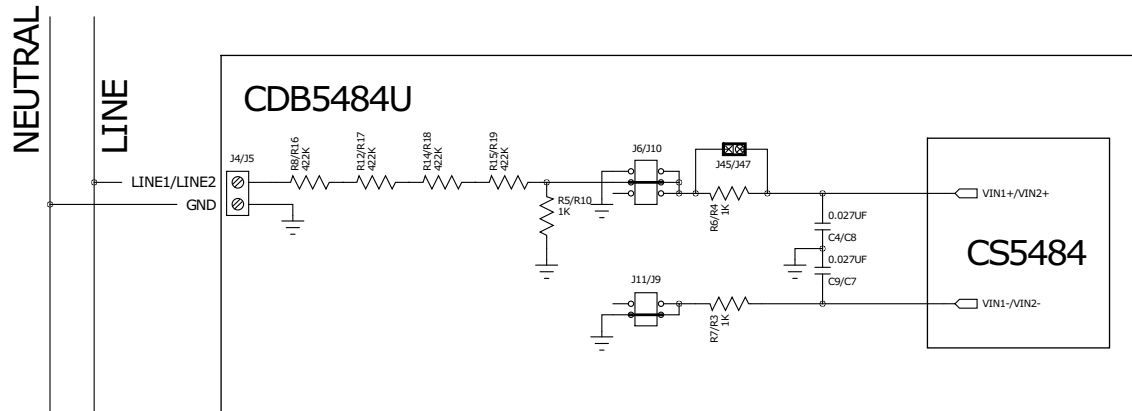 NEUTRAL
LINE
CDB5484U
J4/J5
LINE1/LINE2
GND
R8/R16
422K
R12/R17
422K
R14/R18
422K
R15/R19
422K
R5/R10
1K
J6/J10
J45/J47
R6/R4
1K
0.027UF
C4/C8
0.027UF
C9/C7
J11/J9
R7/R3
1K
VIN1+/VIN2+
CS5484
VIN1-/VIN2-